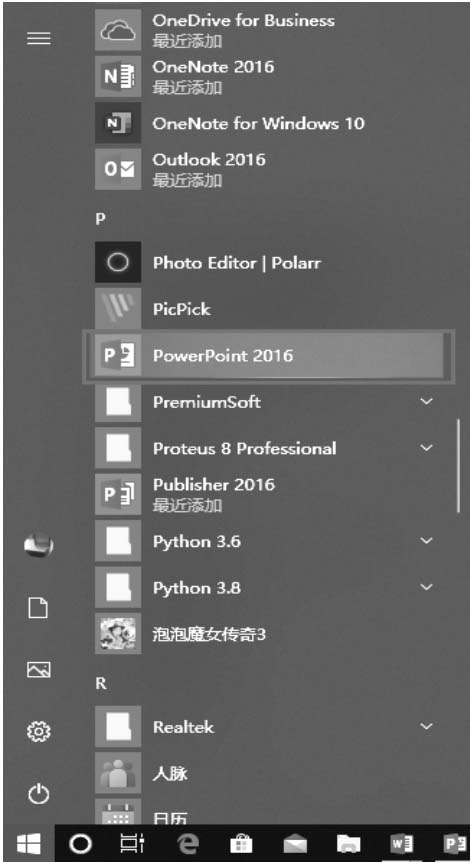 OneDrive for Business
最近添加
OneNote 2016
最近添加
OneNote for Windows 10
Outlook 2016
最近添加
P
Photo Editor | Polarr
PicPick
PowerPoint 2016
PremiumSoft
Proteus 8 Professional
Publisher 2016
最近添加
Python 3.6
Python 3.8
泡泡魔女传奇3
R
Realtek
人脉
日历